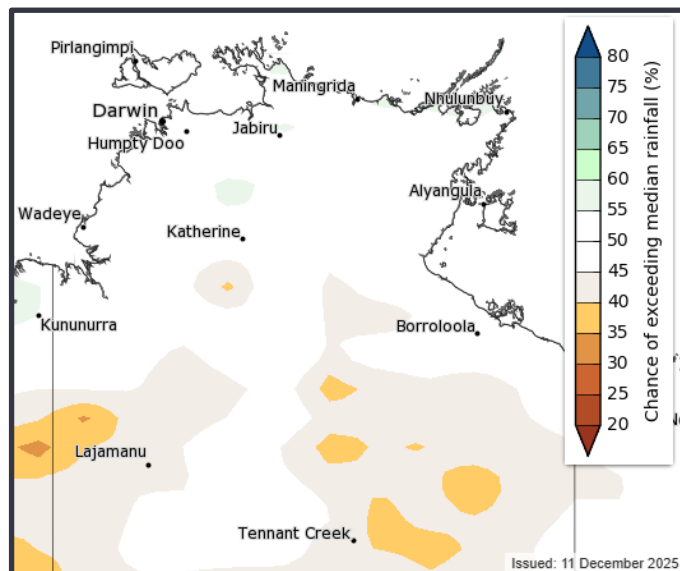 Pirlangimpi
Maningrida
Nhulunbuy
Darwin
Jabiru
Humpty Doo
Alyangula
Wadeye
Katherine
Kununurra
Borroloola
Lajamanu
Tennant Creek
80
75
70
65
60
55
50
45
40
35
30
25
20
Chance of exceeding median rainfall (%)
Issued: 11 December 2025